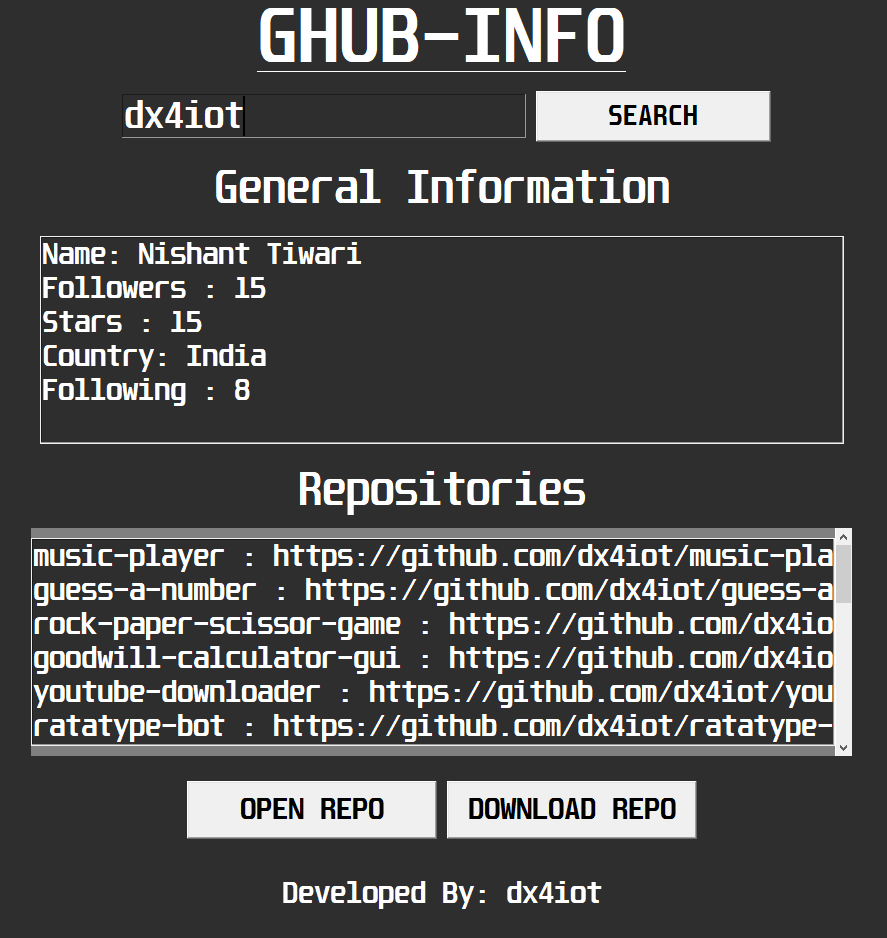 GHUB-INFO
dx4iot
SEARCH
General Information
Name: Nishant Tiwari
Followers : 15
Stars : 15
Country: India
Following : 8
Repositories
music-player : https://github.com/dx4iot/music-pla
guess-a-number : https://github.com/dx4iot/guess-a
rock-paper-scissor-game : https://github.com/dx4io
goodwill-calculator-gui : https://github.com/dx4io
youtube-downloader : https://github.com/dx4iot/you
ratatype-bot : https://github.com/dx4iot/ratatype-
OPEN REPO
DOWNLOAD REPO
Developed By: dx4iot